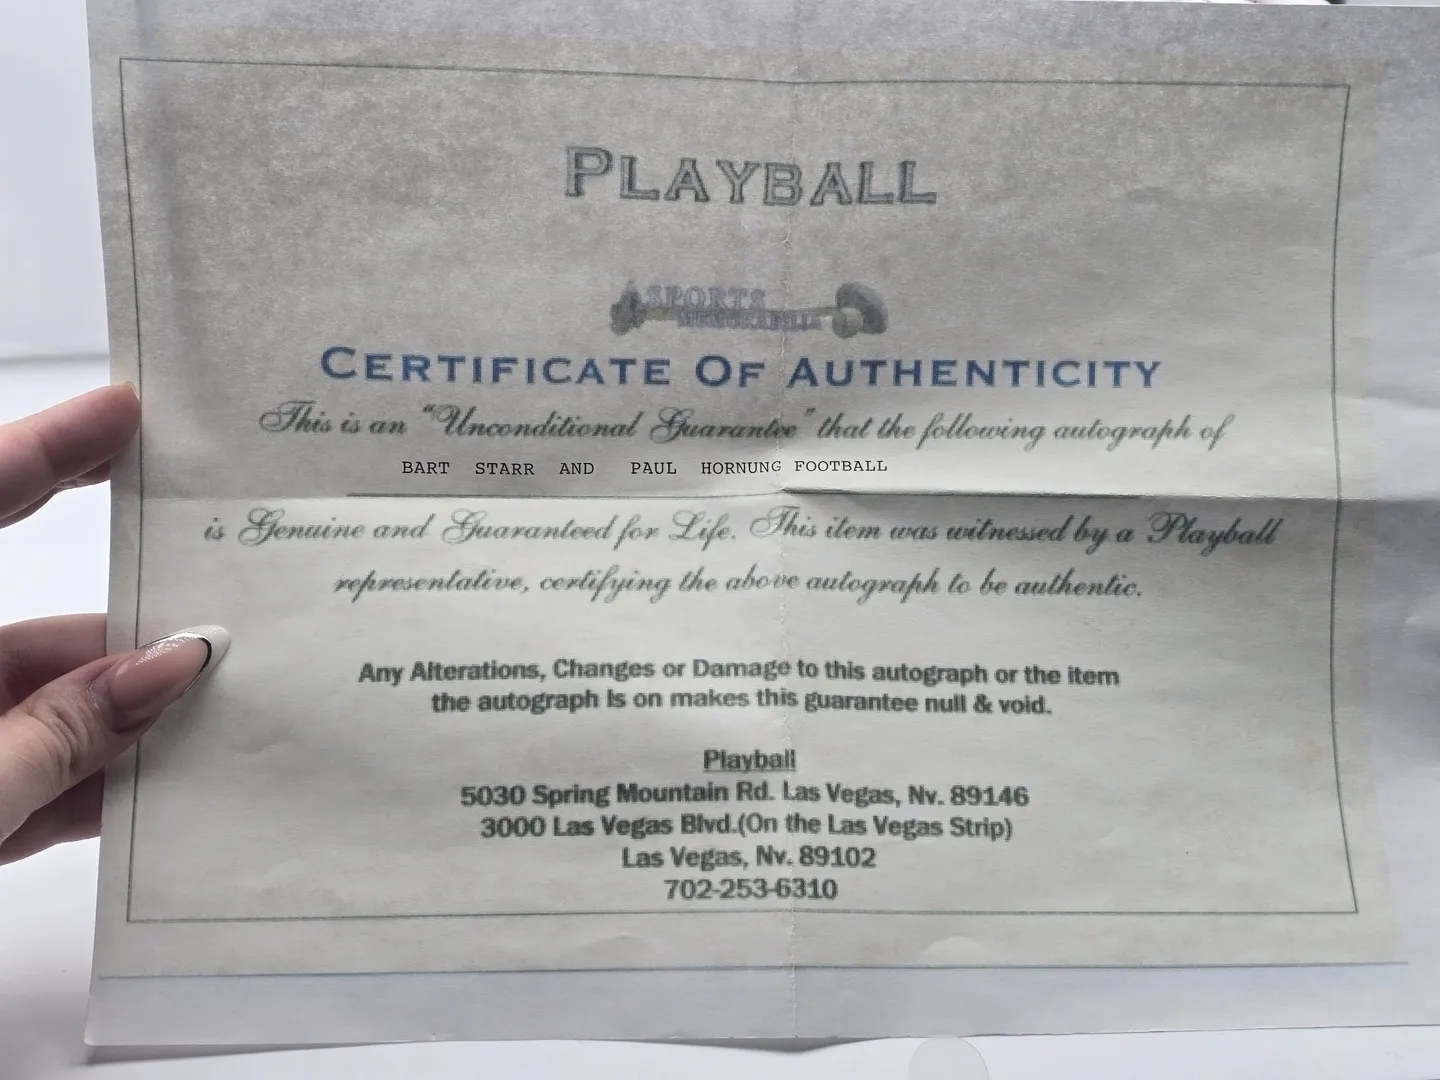 PLAYBALL
SPORTS
MEMORABILIA
CERTIFICATE OF AUTHENTICITY
This is an "Unconditional Guarantee" that the following autograph of
BART STARR AND PAUL HORNUNG FOOTBALL
is Genuine and Guaranteed for Life. This item was witnessed by a Playball
representative, certifying the above autograph to be authentic.
Any Alterations, Changes or Damage to this autograph or the item
the autograph Is on makes this guarantee null & void.
Playball
5030 Spring Mountain Rd. Las Vegas, Nv. 89146
3000 Las Vegas Blvd.(On the Las Vegas Strip)
Las Vegas, Nv. 89102
702-253-6310